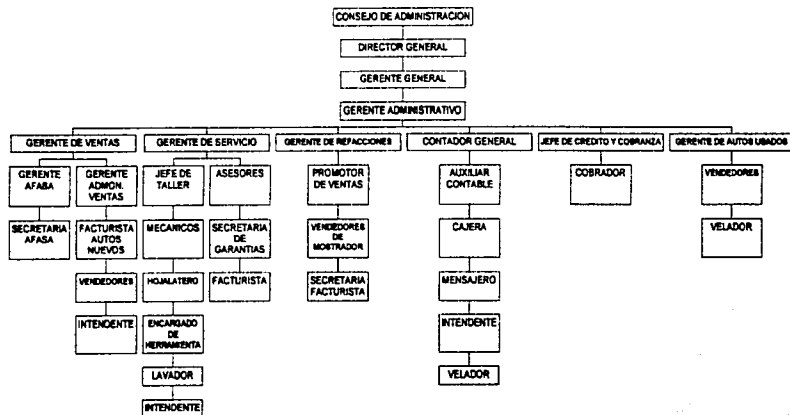 CONSEJO DE ADMINISTRACION
DIRECTOR GENERAL
GERENTE GENERAL
GERENTE ADMINISTRATIVO
GERENTE DE VENTAS
GERENTE DE SERVICIO
GERENTE DE REFACCIONES
CONTADOR GENERAL
JEFE DE CREDITO Y COBRANZA
GERENTE DE AUTOS USADOS
GERENTE
AFASA
SECRETARIA
AFASA
GERENTE
ADMON.
VENTAS
FACTURISTA
AUTOS
NUEVOS
VENDEDORES
INTENDENTE
JEFE DE
TALLER
MECANICOS
HOJALATERO
ENCARGADO
DE
HERRAMIENTA
LAVADOR
INTENDENTE
ASESORES
SECRETARIA
DE
GARANTIAS
FACTURISTA
PROMOTOR
DE VENTAS
VENDEDORES
DE
MOSTRADOR
SECRETARIA
FACTURISTA
AUXILIAR
CONTABLE
CAJERA
MENSAJERO
INTENDENTE
VELADOR
COBRADOR
VENDEDORES
VELADOR